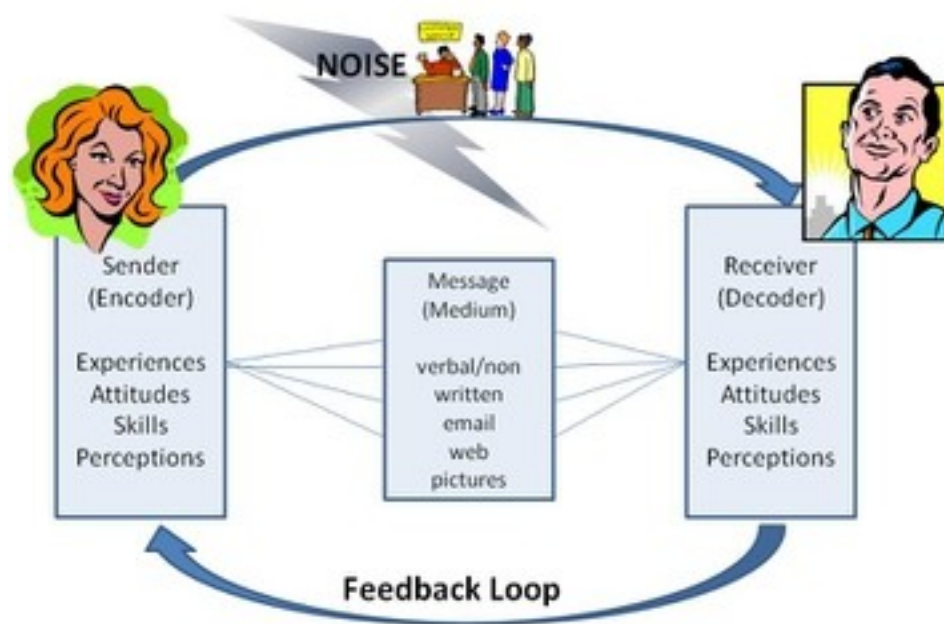 NOISE
Sender
(Encoder)
Experiences
Attitudes
Skills
Perceptions
Message
(Medium)
verbal/non
written
email
web
pictures
Receiver
(Decoder)
Experiences
Attitudes
Skills
Perceptions
Feedback Loop